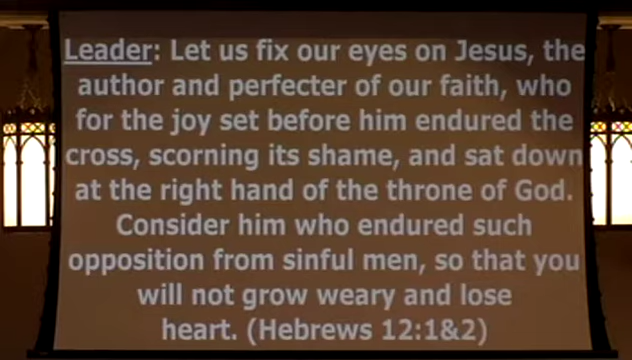 Leader: Let us fix our eyes on Jesus, the
author and perfecter of our faith, who
for the joy set before him endured the
cross, scorning its shame, and sat down
at the right hand of the throne of God.
Consider him who endured such
opposition from sinful men, so that you
will not grow weary and lose
heart. (Hebrews 12:1&2)